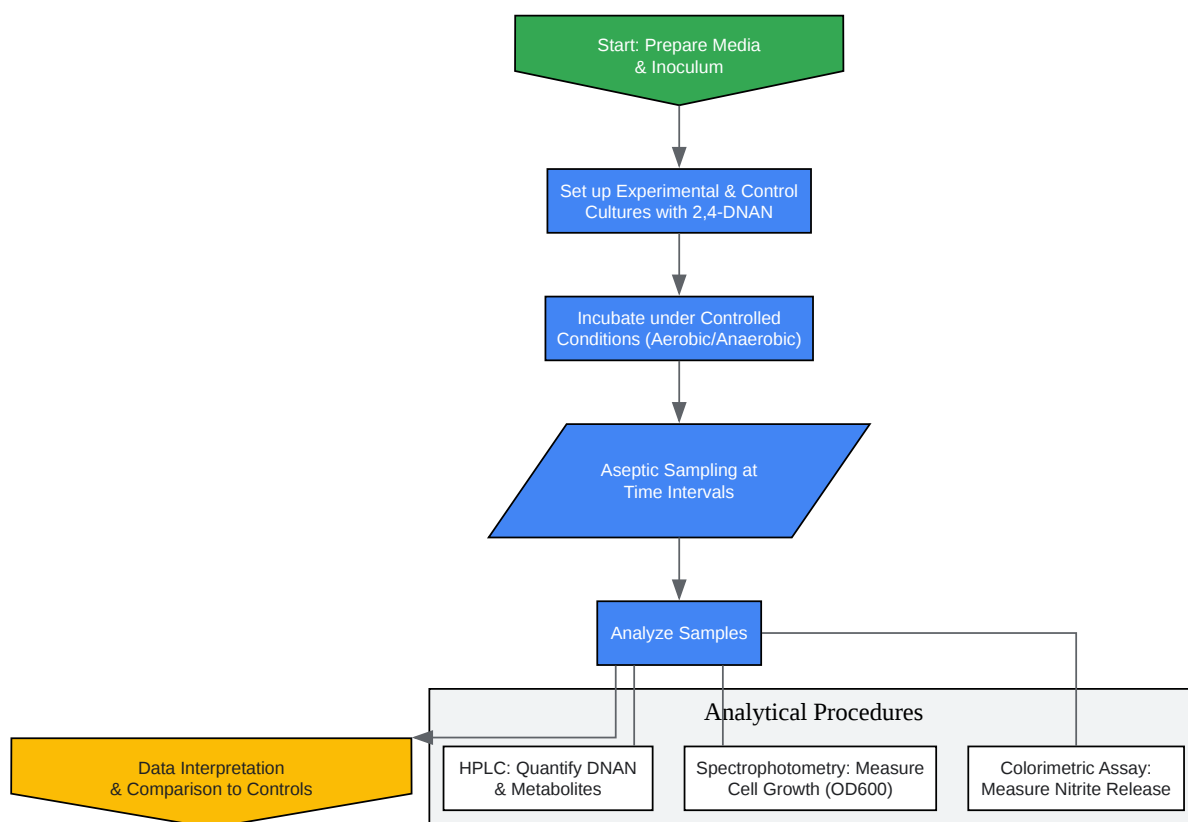 Start: Prepare Media
& Inoculum
Set up Experimental & Control
Cultures with 2,4-DNAN
Incubate under Controlled
Conditions (Aerobic/Anaerobic)
Aseptic Sampling at
Time Intervals
Analyze Samples
Analytical Procedures
Data Interpretation
& Comparison to Controls
HPLC: Quantify DNAN
& Metabolites
Spectrophotometry: Measure
Cell Growth (OD600)
Colorimetric Assay:
Measure Nitrite Release